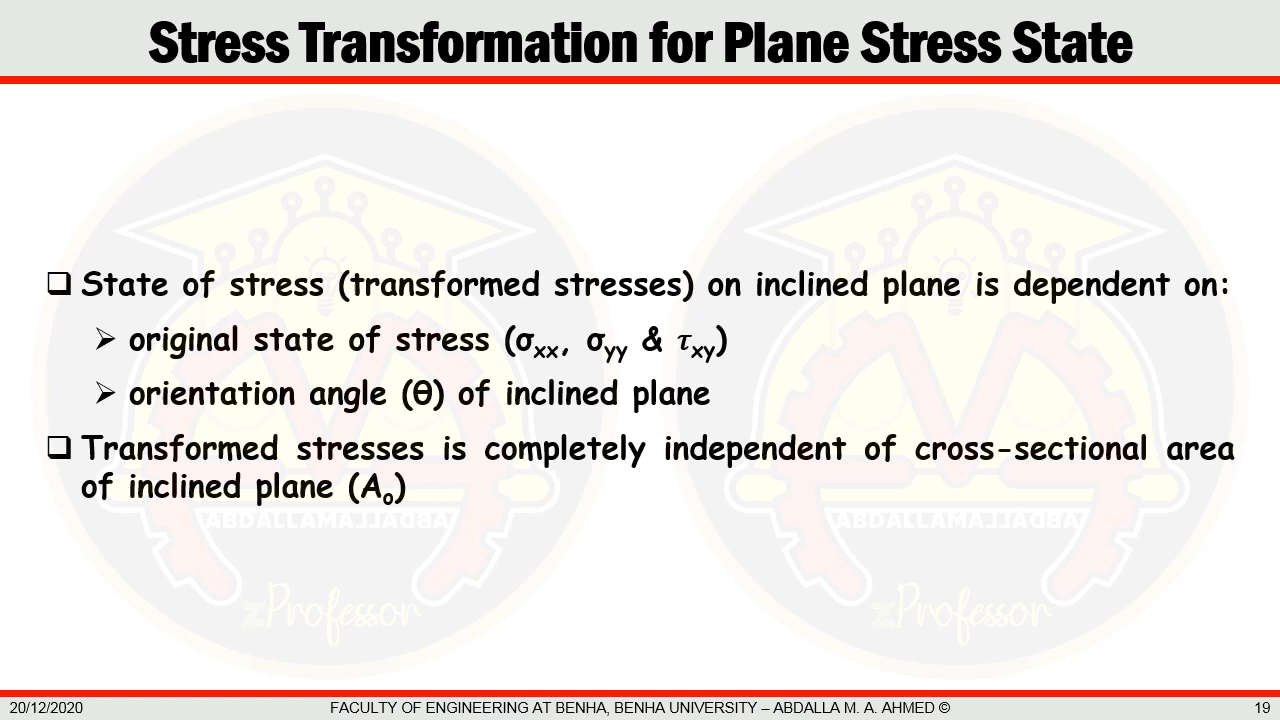 Stress Transformation for Plane Stress State
❑ State of stress (transformed stresses) on inclined plane is dependent on:
➢ original state of stress (σxx, σyy & τxy)
➢ orientation angle (θ) of inclined plane
❑ Transformed stresses is completely independent of cross-sectional area
of inclined plane (Ao)
ABDALLAMAJJADBA ABDALLAMAJJADBA
zProfessor zProfessor
20/12/2020 FACULTY OF ENGINEERING AT BENHA, BENHA UNIVERSITY – ABDALLA M. A. AHMED © 19